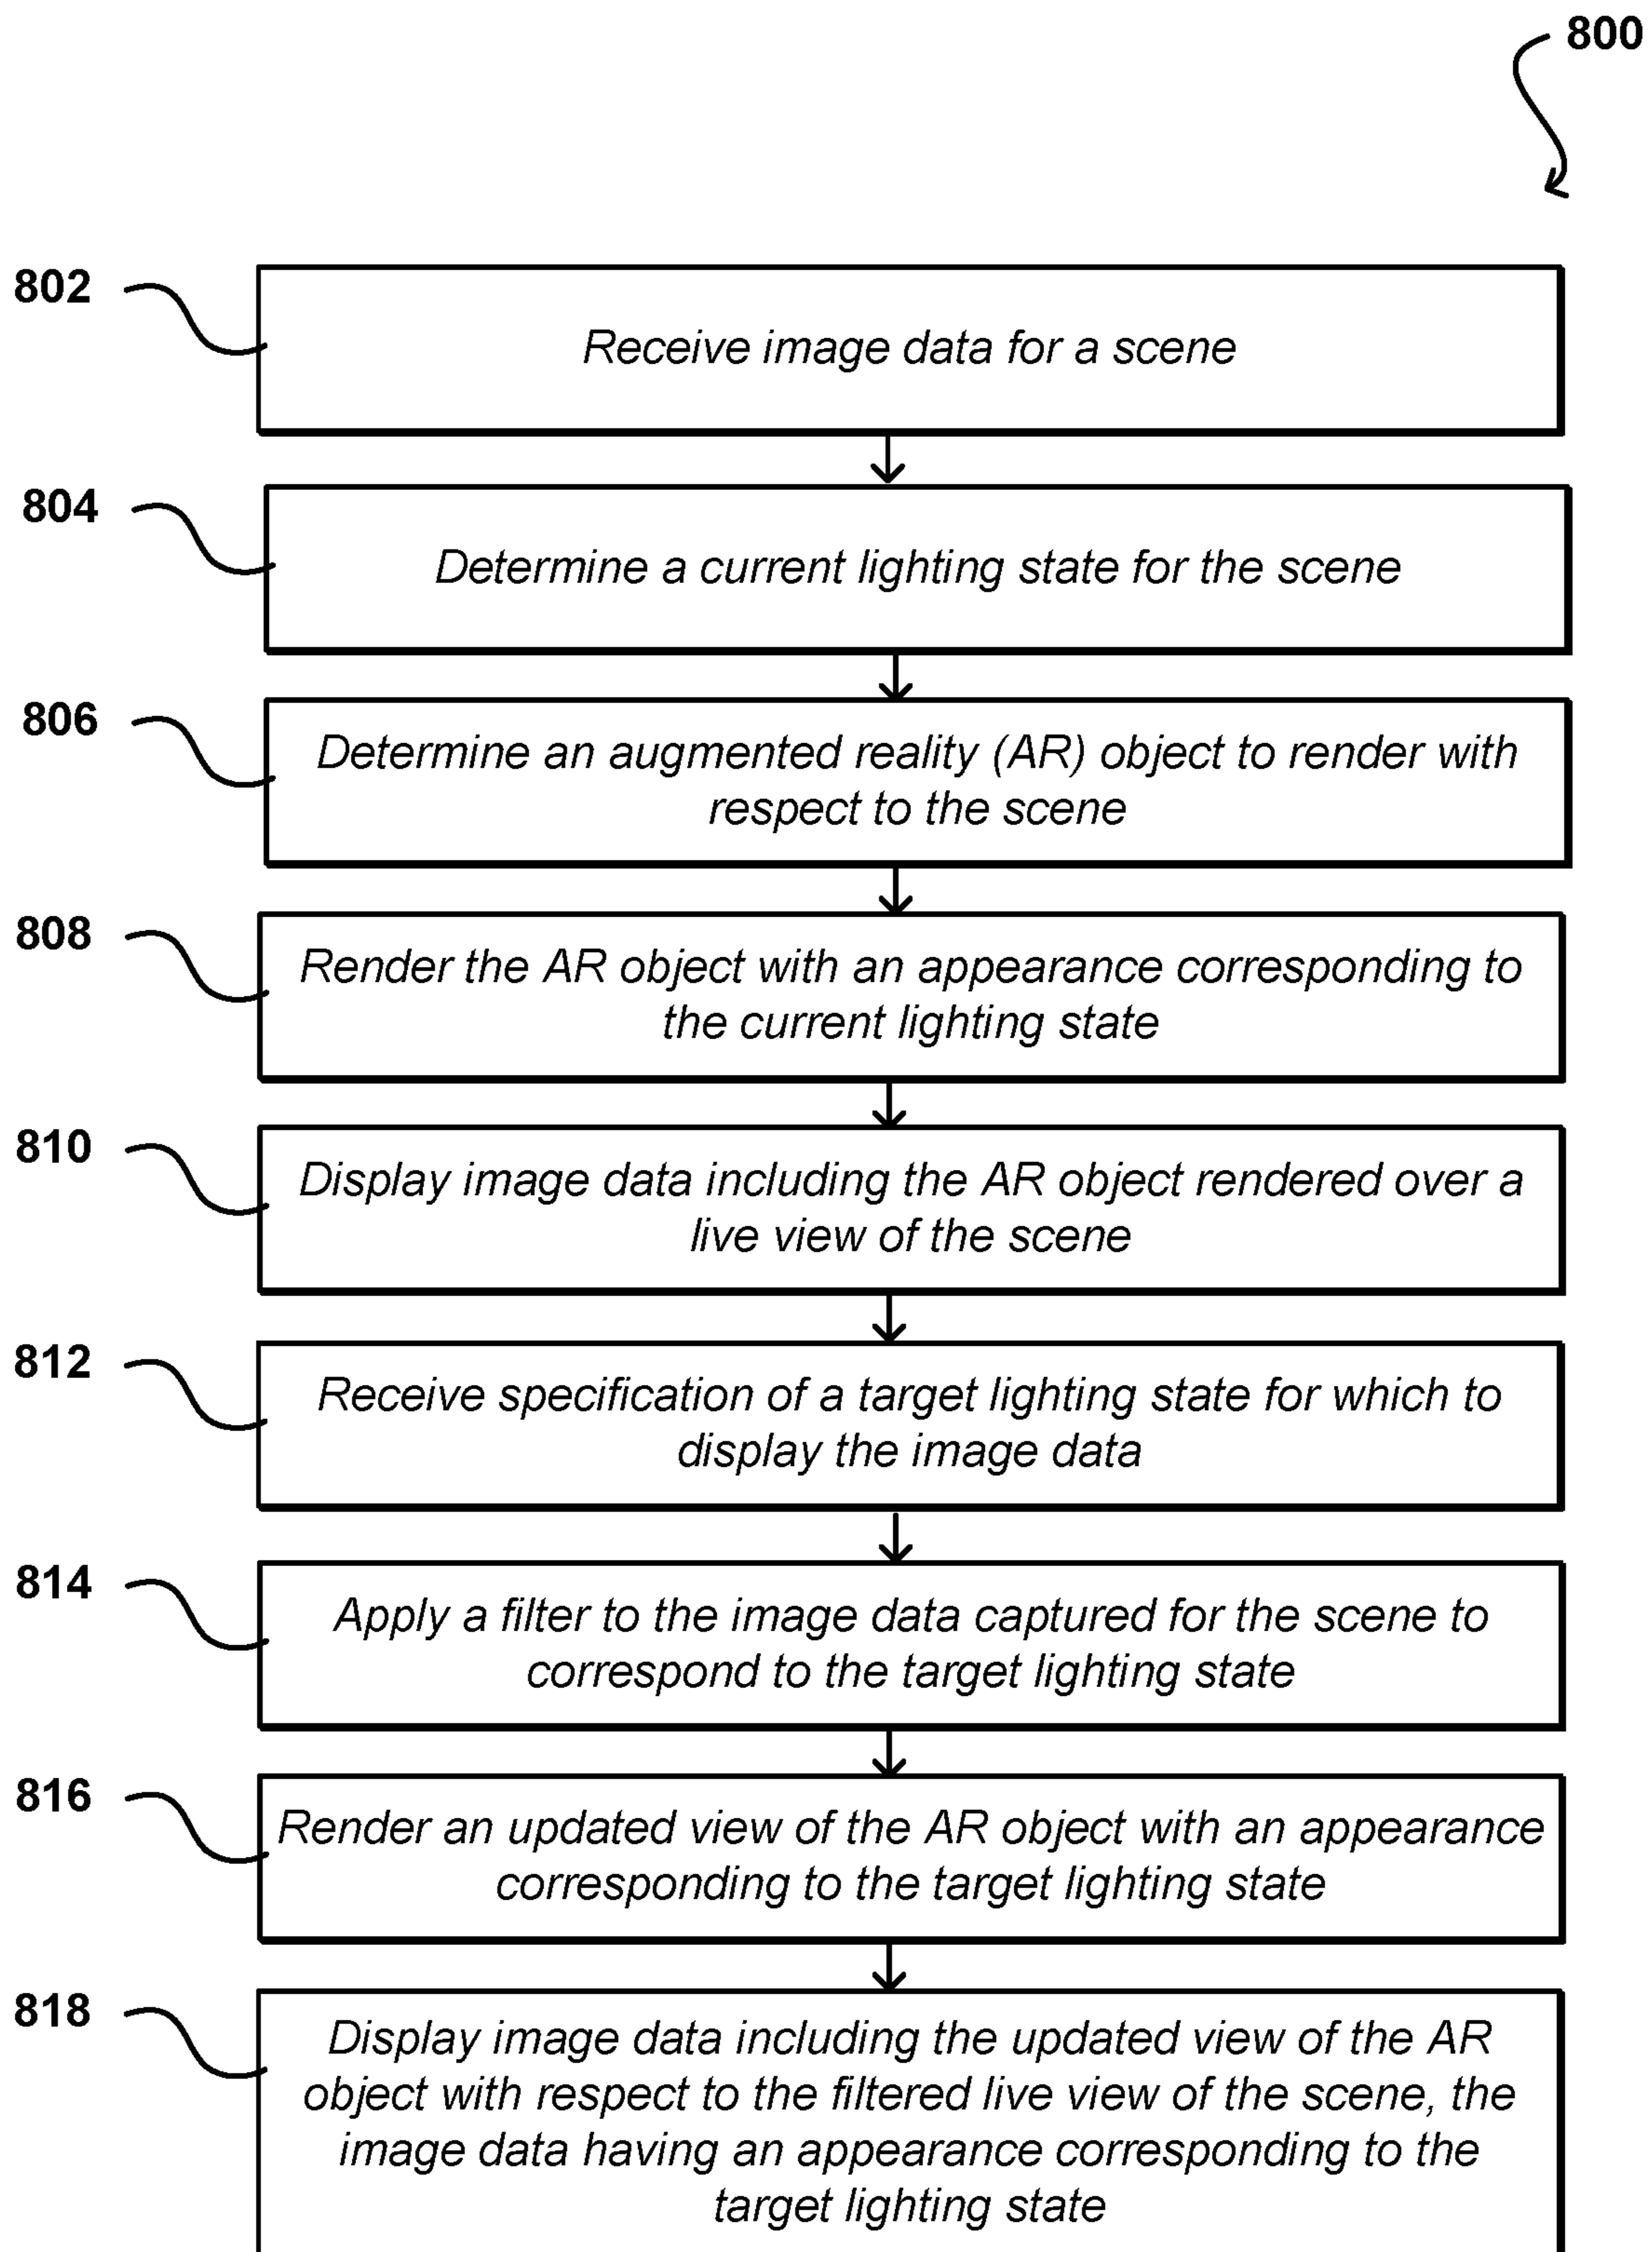 800
802
Receive image data for a scene
804
Determine a current lighting state for the scene
806
Determine an augmented reality (AR) object to render with
respect to the scene
808
Render the AR object with an appearance corresponding to
the current lighting state
810
Display image data including the AR object rendered over a
live view of the scene
812
Receive specification of a target lighting state for which to
display the image data
814
Apply a filter to the image data captured for the scene to
correspond to the target lighting state
816
Render an updated view of the AR object with an appearance
corresponding to the target lighting state
818
Display image data including the updated view of the AR
object with respect to the filtered live view of the scene, the
image data having an appearance corresponding to the
target lighting state